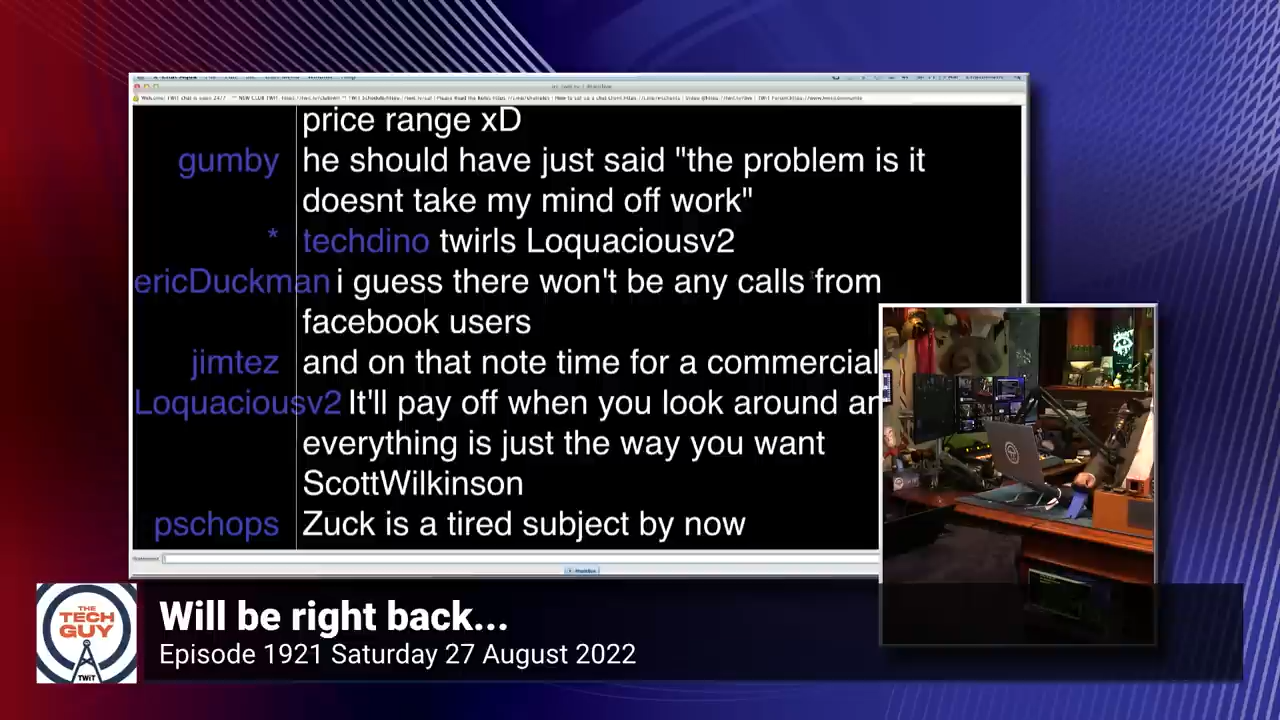 price range xD
gumby he should have just said "the problem is it
doesnt take my mind off work"
* techdino twirls Loquaciousv2
ericDuckman i guess there won't be any calls from
facebook users
jimtez and on that note time for a commercial
Loquaciousv2 It'll pay off when you look around an
everything is just the way you want
ScottWilkinson
pschops Zuck is a tired subject by now
THE
TECH
GUY
TWiT
Will be right back...
Episode 1921 Saturday 27 August 2022